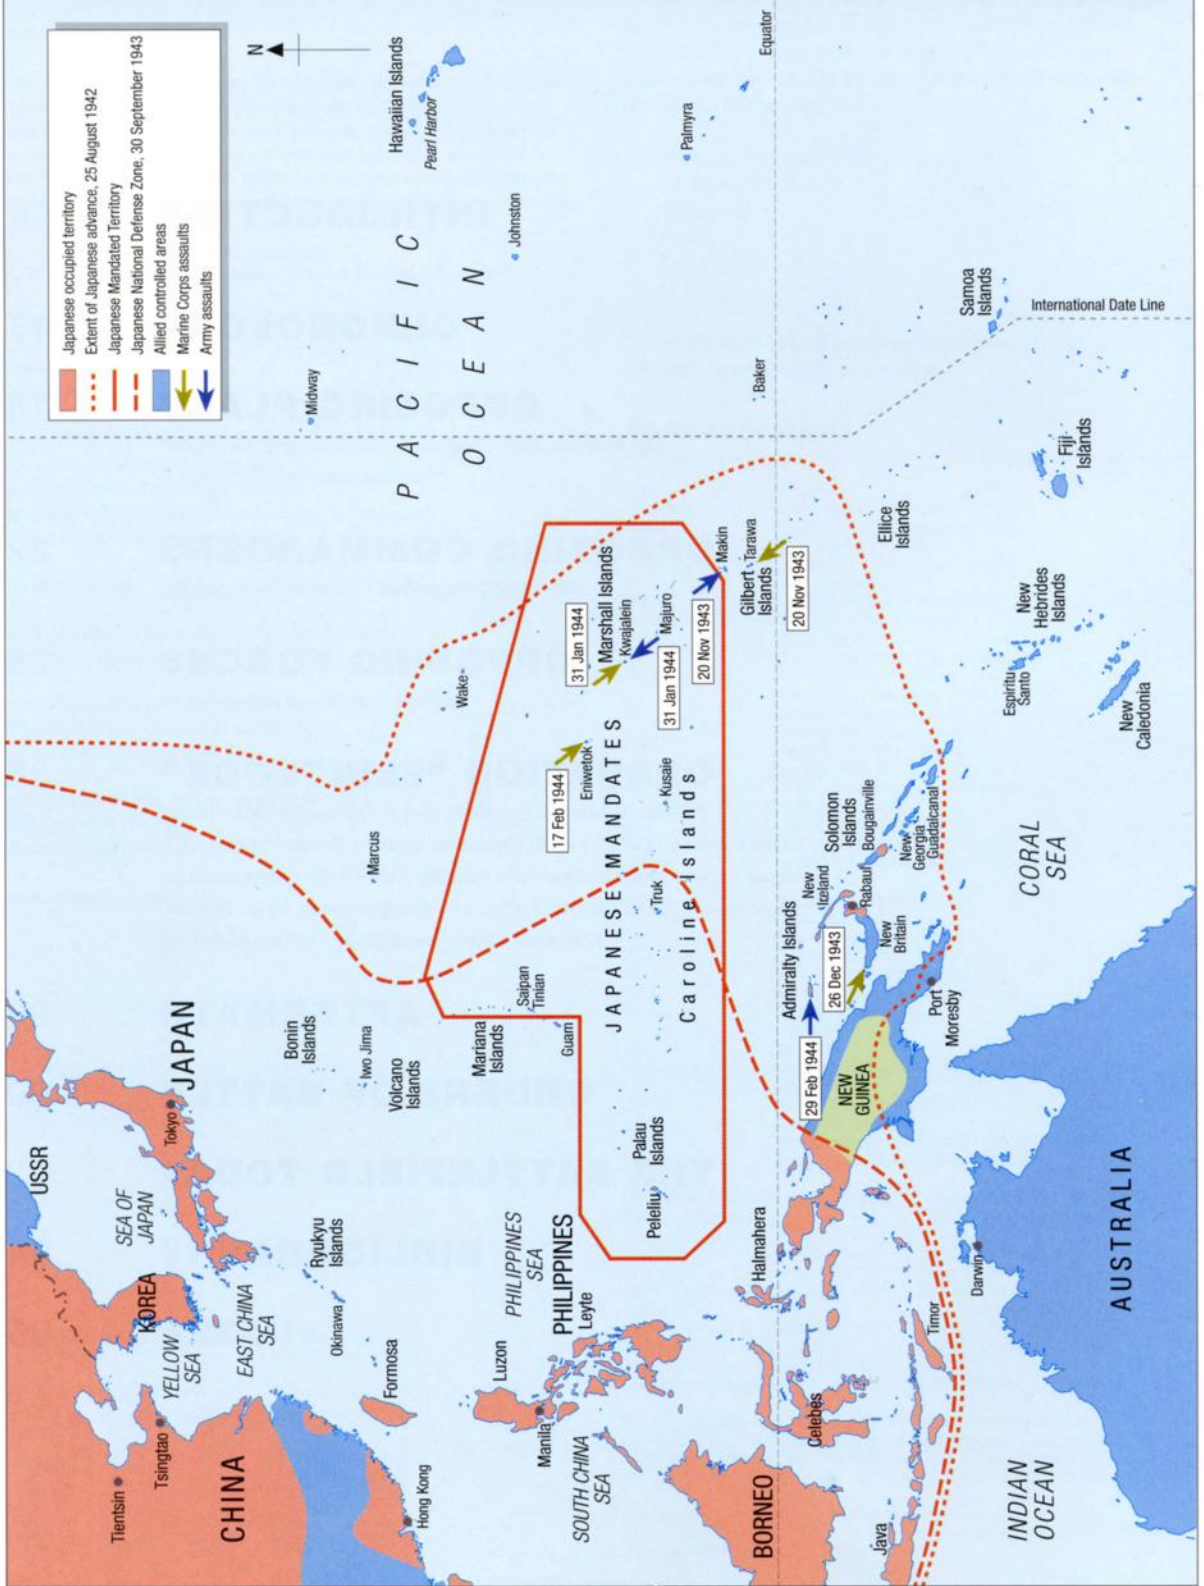 Japanese occupied territory
Extent of Japanese advance, 25 August 1942
Japanese Mandated Territory
Japanese National Defense Zone, 30 September 1943
Allied controlled areas
Marine Corps assaults
Army assaults
N
USSR
Tientsin
Tsingtao
CHINA
KOREA
YELLOW
SEA
SEA OF
JAPAN
JAPAN
Tokyo
EAST CHINA
SEA
Ryukyu
Islands
Okinawa
Formosa
Hong Kong
Bonin
Islands
Iwo Jima
Volcano
Islands
Marcus
Midway
Wake
Hawaiian Islands
Pearl Harbor
Johnston
PACIFIC
OCEAN
Luzon
Manila
PHILIPPINES
SEA
PHILIPPINES
Leyte
SOUTH CHINA
SEA
Mariana
Islands
Saipan
Tinian
Guam
17 Feb 1944
Eniwetok
31 Jan 1944
Marshall Islands
Kwajalein
Majuro
31 Jan 1944
JAPANESE MANDATES
Palau
Islands
Peleliu
Truk
Kusaie
Caroline Islands
20 Nov 1943
Makin
Gilbert
Islands
Tarawa
20 Nov 1943
Palmyra
Baker
Equator
BORNEO
Halmahera
Celebes
Java
Timor
29 Feb 1944
Admiralty Islands
26 Dec 1943
NEW
GUINEA
New
Ireland
Rabaul
New
Britain
Solomon
Islands
Bougainville
New
Georgia
Guadalcanal
Port
Moresby
Ellice
Islands
Samoa
Islands
International Date Line
Fiji
Islands
New
Hebrides
Islands
Espiritu
Santo
New
Caledonia
CORAL
SEA
Darwin
AUSTRALIA
INDIAN
OCEAN